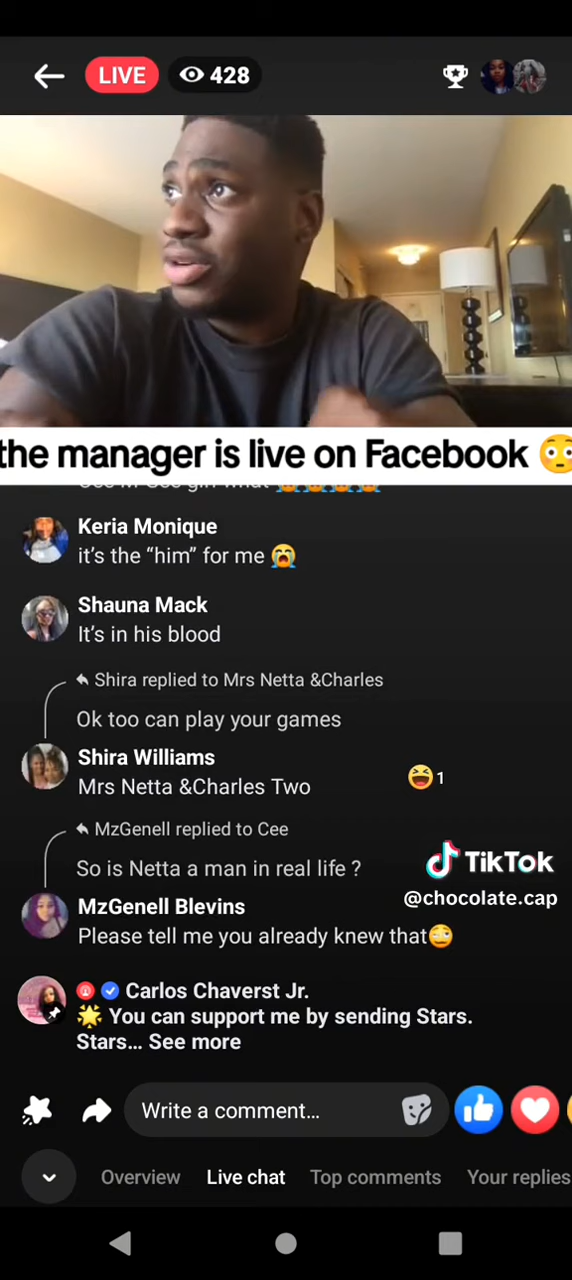 LIVE
428
the manager is live on Facebook 😳
Keria Monique
it's the “him” for me 😭
Shauna Mack
It's in his blood
Shira replied to Mrs Netta &Charles
Ok too can play your games
Shira Williams
Mrs Netta &Charles Two
😆 1
MzGenell replied to Cee
So is Netta a man in real life ?
TikTok
@chocolate.cap
MzGenell Blevins
Please tell me you already knew that🙄
Carlos Chaverst Jr.
🌟 You can support me by sending Stars.
Stars... See more
Write a comment...
Overview
Live chat
Top comments
Your replies